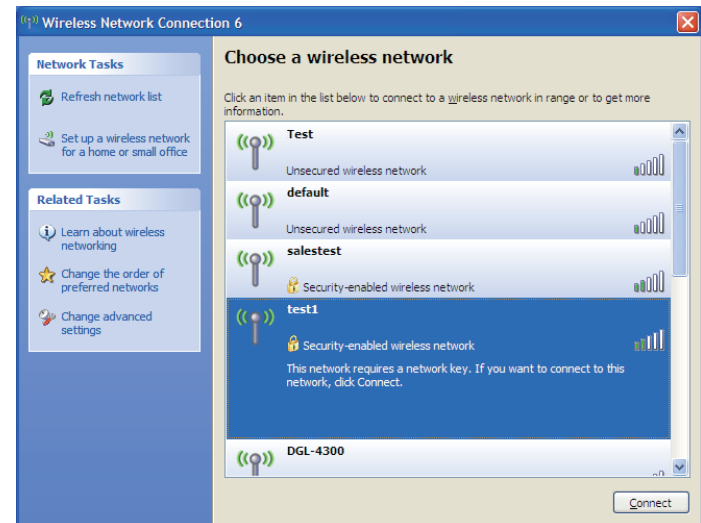 Wireless Network Connection 6
Network Tasks
Refresh network list
Set up a wireless network
for a home or small office
Related Tasks
Learn about wireless
networking
Change the order of
preferred networks
Change advanced
settings
Choose a wireless network
Click an item in the list below to connect to a wireless network in range or to get more
information.
Test
Unsecured wireless network
default
Unsecured wireless network
salestest
Security-enabled wireless network
test1
Security-enabled wireless network
This network requires a network key. If you want to connect to this
network, click Connect.
DGL-4300
Connect